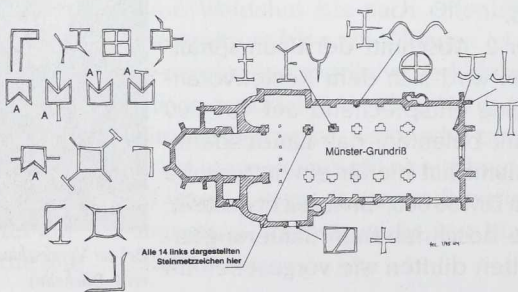 A
A
A
A
A
Münster-Grundriß
Alle 14 links dargestellten
Steinmetzzeichen hier